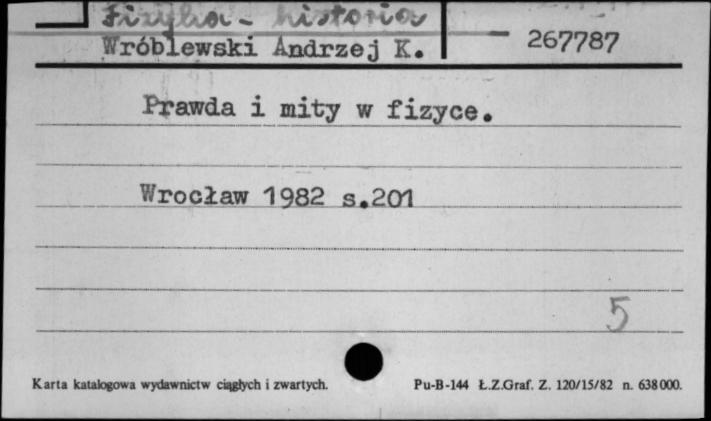 Fizyka - historia
Wróblewski Andrzej K. 267787
Prawda i mity w fizyce.
Wrocław 1982 s.201
5
Karta katalogowa wydawnictw ciągłych i zwartych. Pu-B-144 Ł.Z.Graf. Z. 120/15/82 n. 638000.